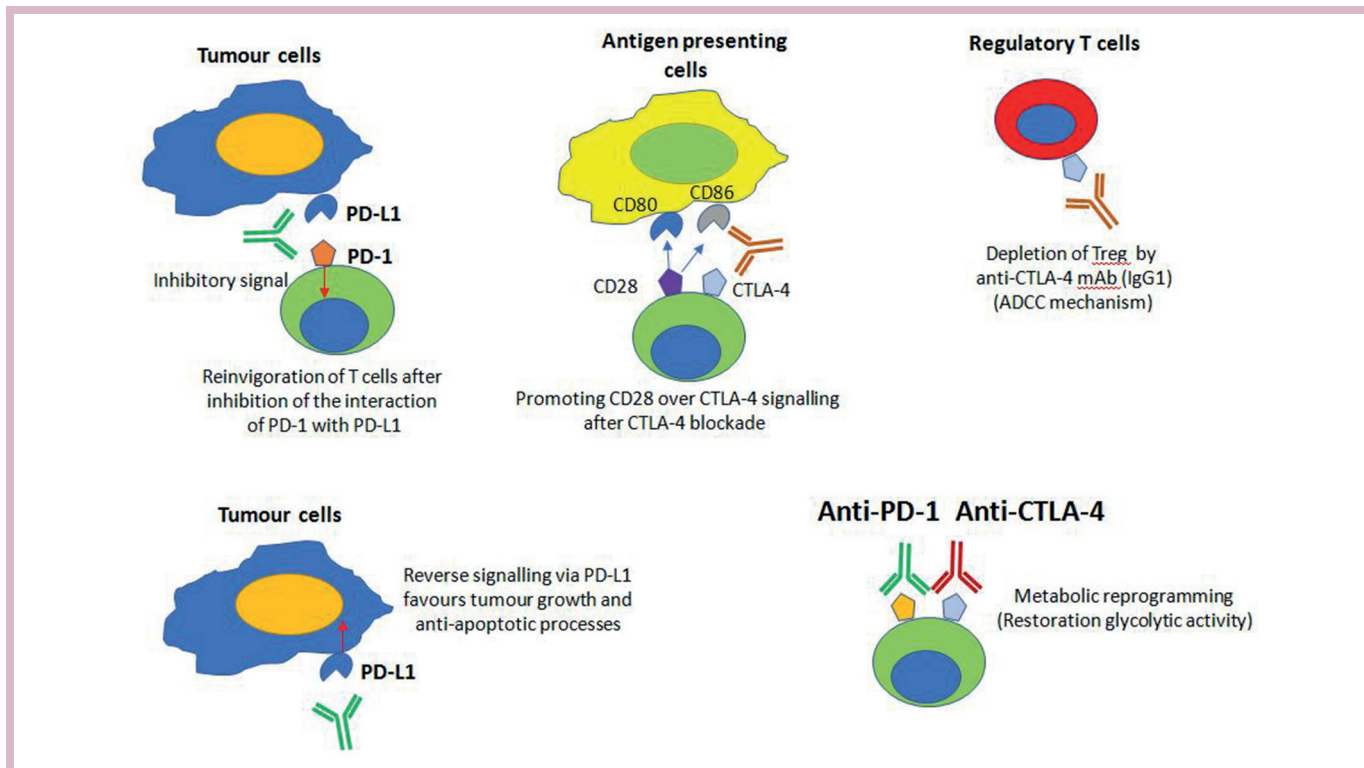 Tumour cells
PD-L1
PD-1
Inhibitory signal
Reinvigoration of T cells after
inhibition of the interaction
of PD-1 with PD-L1
Antigen presenting
cells
CD80
CD86
CD28
CTLA-4
Promoting CD28 over CTLA-4 signalling
after CTLA-4 blockade
Regulatory T cells
Depletion of Treg by
anti-CTLA-4 mAb (IgG1)
(ADCC mechanism)
Tumour cells
Reverse signalling via PD-L1
favours tumour growth and
anti-apoptotic processes
PD-L1
Anti-PD-1 Anti-CTLA-4
Metabolic reprogramming
(Restoration glycolytic activity)